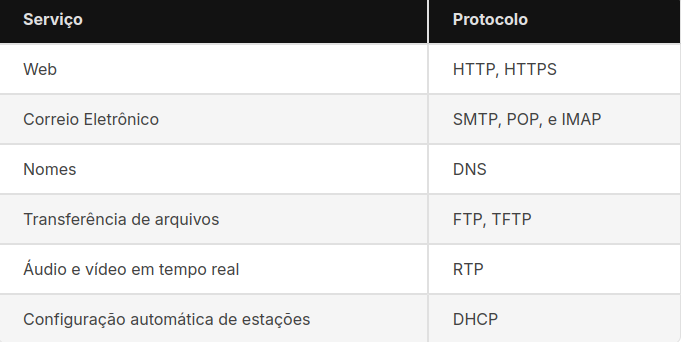 Serviço Protocolo
Web HTTP, HTTPS
Correio Eletrônico SMTP, POP, e IMAP
Nomes DNS
Transferência de arquivos FTP, TFTP
Áudio e vídeo em tempo real RTP
Configuração automática de estações DHCP